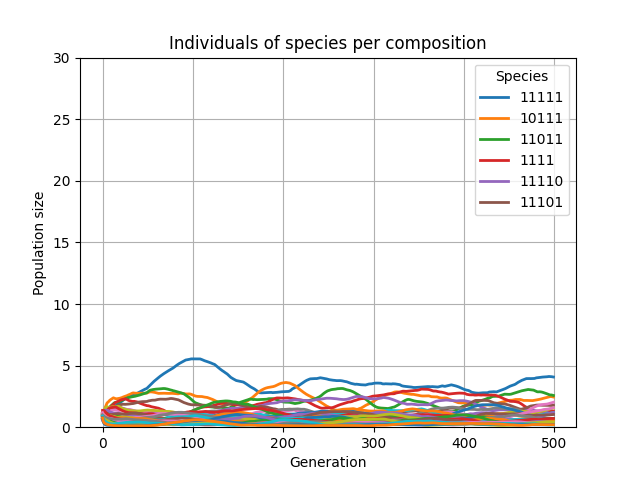 Individuals of species per composition
Population size
30
25
20
15
10
5
0
Species
11111
10111
11011
1111
11110
11101
0 100 200 300 400 500
Generation